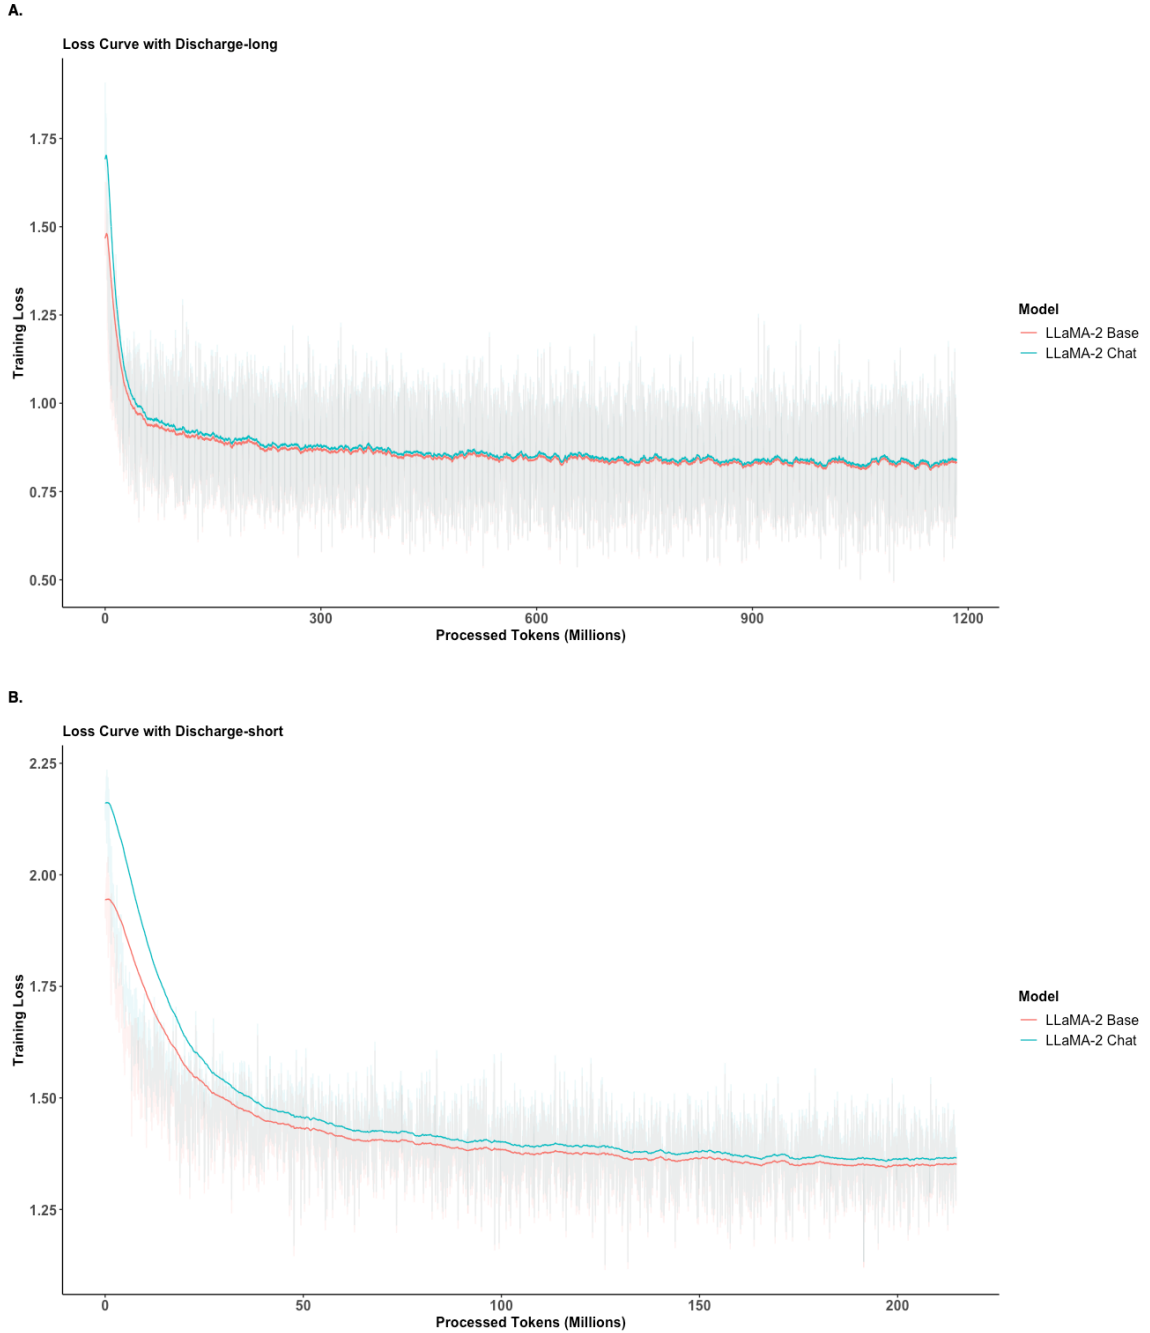 A.
Loss Curve with Discharge-long
1.75
1.50
1.25
1.00
0.75
0.50
Training Loss
0 300 600 900 1200
Processed Tokens (Millions)
Model
LLaMA-2 Base
LLaMA-2 Chat
B.
Loss Curve with Discharge-short
2.25
2.00
1.75
1.50
1.25
Training Loss
0 50 100 150 200
Processed Tokens (Millions)
Model
LLaMA-2 Base
LLaMA-2 Chat